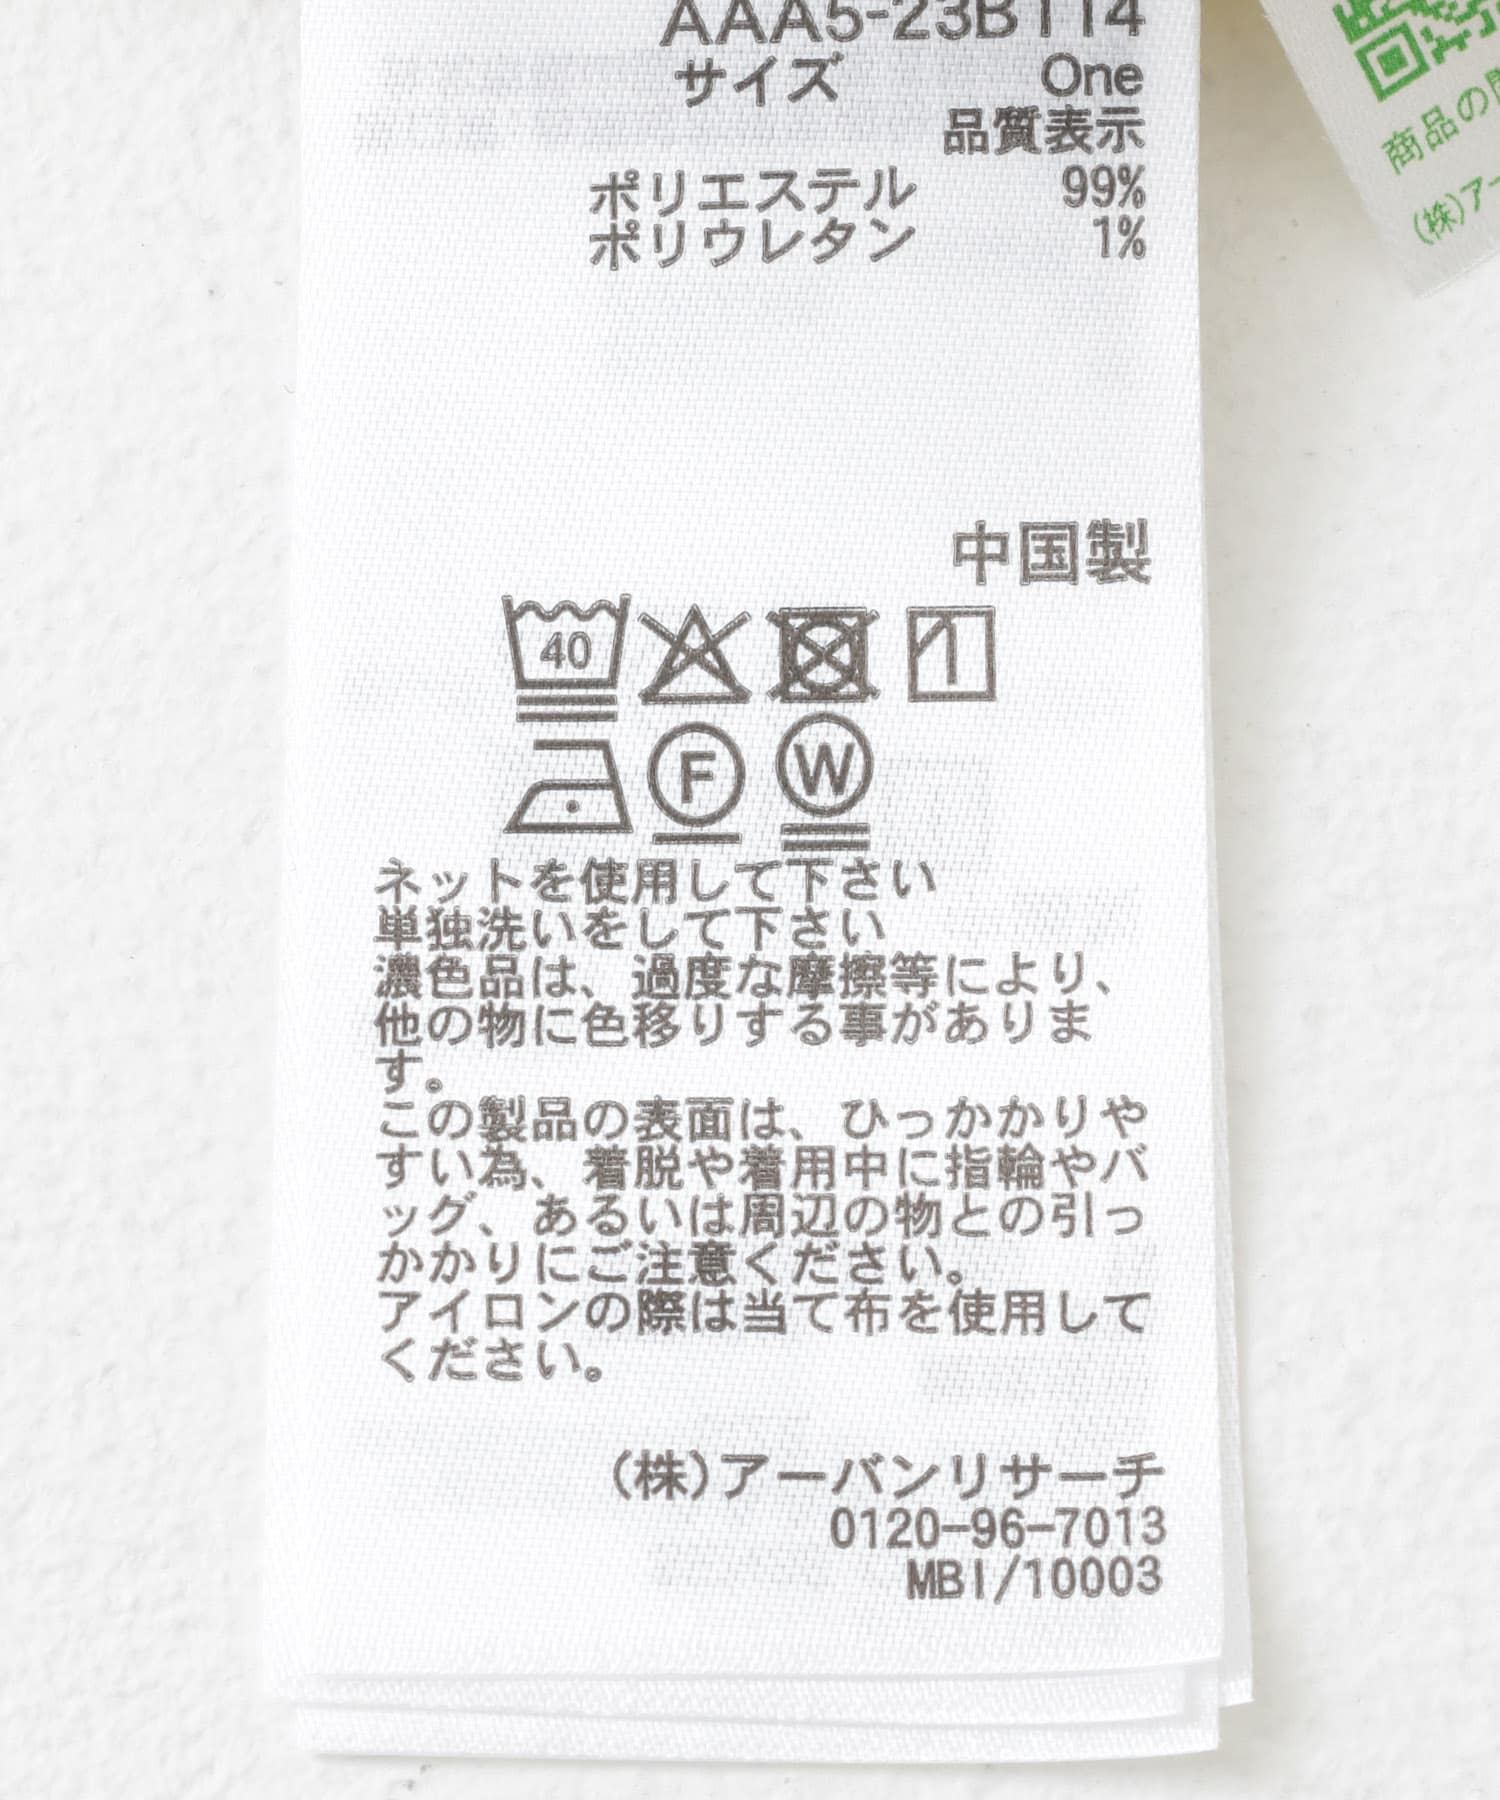 AAA5-23B114
サイズ One
品質表示
ポリエステル 99%
ポリウレタン 1%
中国製
40
F W
ネットを使用して下さい
単独洗いをして下さい
濃色品は、過度な摩擦等により、
他の物に色移りする事がありま
す。
この製品の表面は、ひっかかりや
すい為、着脱や着用中に指輪やバ
ッグ、あるいは周辺の物との引っ
かかりにご注意ください。
アイロンの際は当て布を使用して
ください。
(株)アーバンリサーチ
0120-96-7013
MBI/10003
商品の
(株)アー